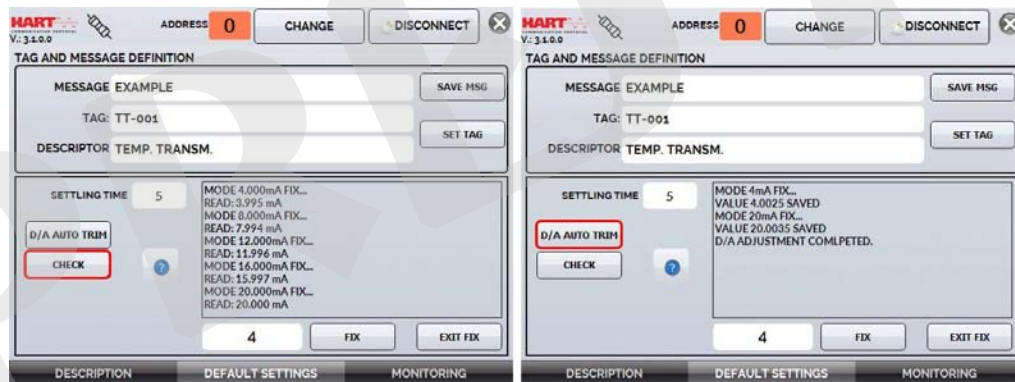 HART
COMMUNICATION PROTOCOL
V.: 3.1.0.0
ADDRESS 0 CHANGE DISCONNECT
TAG AND MESSAGE DEFINITION
MESSAGE EXAMPLE SAVE MSG
TAG: TT-001
SET TAG
DESCRIPTOR TEMP. TRANSM.
SETTLING TIME 5
D/A AUTO TRIM
CHECK
?
MODE 4.000mA FIX...
READ: 3.995 mA
MODE 8.000mA FIX...
READ: 7.994 mA
MODE 12.000mA FIX...
READ: 11.996 mA
MODE 16.000mA FIX...
READ: 15.997 mA
MODE 20.000mA FIX...
READ: 20.000 mA
4 FIX EXIT FIX
DESCRIPTION DEFAULT SETTINGS MONITORING
HART
COMMUNICATION PROTOCOL
V.: 3.1.0.0
ADDRESS 0 CHANGE DISCONNECT
TAG AND MESSAGE DEFINITION
MESSAGE EXAMPLE SAVE MSG
TAG: TT-001
SET TAG
DESCRIPTOR TEMP. TRANSM.
SETTLING TIME 5
D/A AUTO TRIM
CHECK
?
MODE 4mA FIX...
VALUE 4.0025 SAVED
MODE 20mA FIX...
VALUE 20.0035 SAVED
D/A ADJUSTMENT COMLPETED.
4 FIX EXIT FIX
DESCRIPTION DEFAULT SETTINGS MONITORING